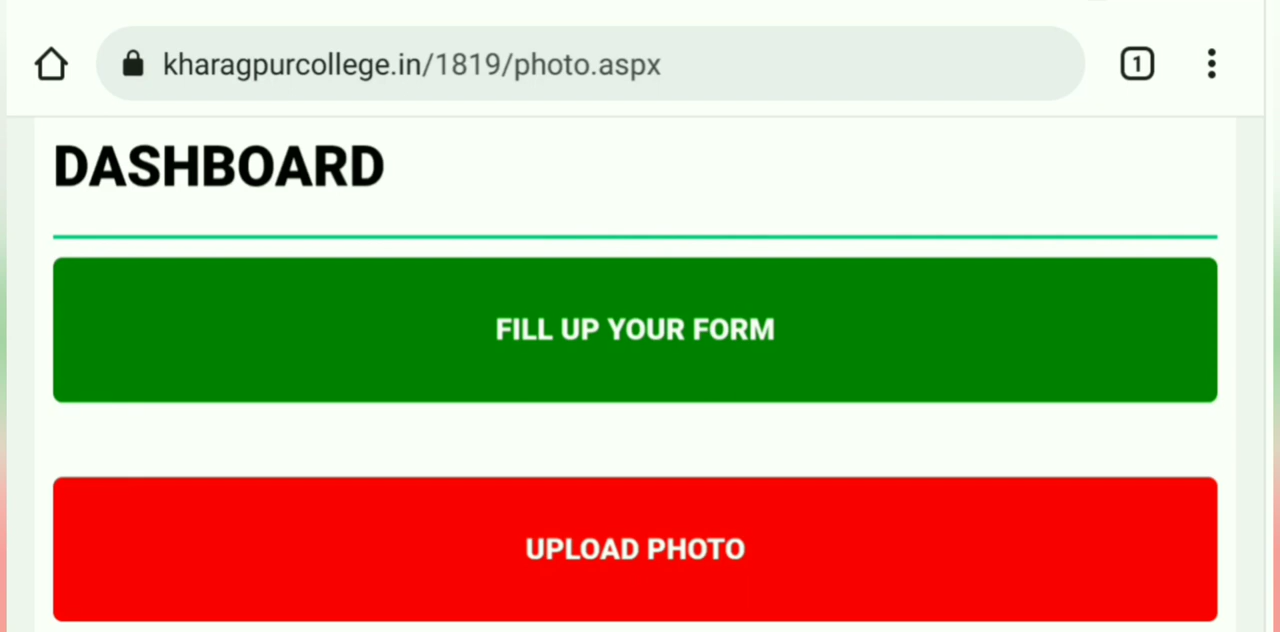 kharagpurcollege.in/1819/photo.aspx
1
DASHBOARD
FILL UP YOUR FORM
UPLOAD PHOTO